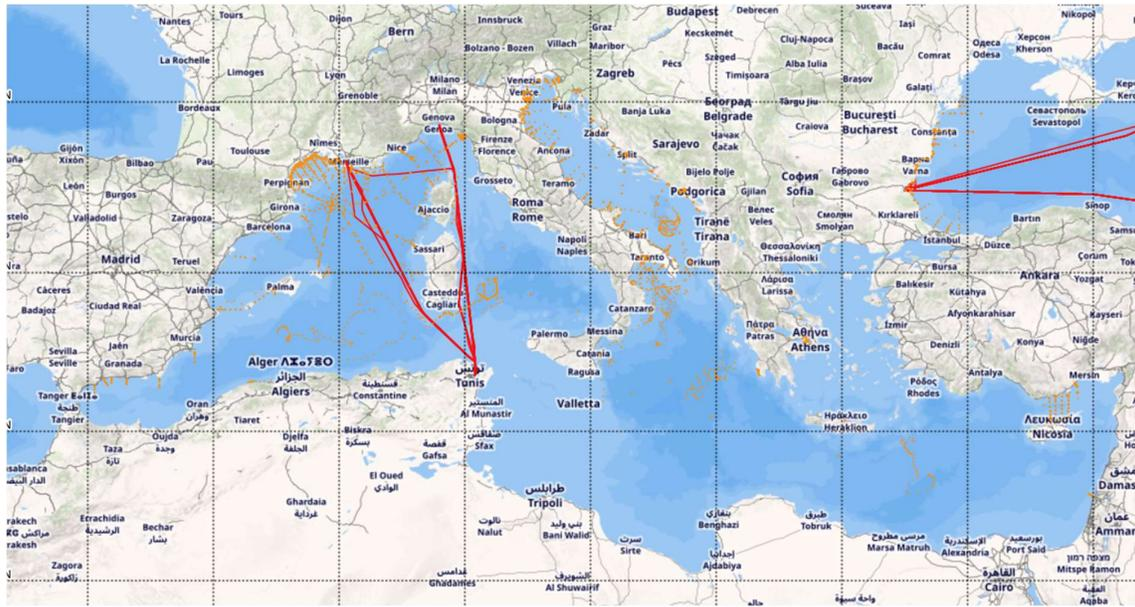 Nantes
Tours
Dijon
Bern
Innsbruck
Graz
Budapest
Debrecen
Suceava
Iași
Нікополь
Nikopol
La Rochelle
Limoges
Lyon
Grenoble
Bolzano - Bozen
Villach
Maribor
Kecskemét
Cluj-Napoca
Bacău
Comrat
Одеса
Odesa
Херсон
Kherson
Bordeaux
Milano
Milan
Venezia
Venice
Zagreb
Pécs
Szeged
Timișoara
Alba Iulia
Brașov
Galați
N
Genova
Genoa
Bologna
Pula
Banja Luka
Београд
Belgrade
Târgu Jiu
București
Bucharest
Севастополь
Sevastopol
Gijón
Xixón
Bilbao
Pau
Toulouse
Nîmes
Marseille
Nice
Firenze
Florence
Ancona
Zadar
Split
Sarajevo
Чачак
Čačak
Craiova
Constanța
León
Burgos
Perpignan
Grosseto
Teramo
Bijelo Polje
Podgorica
Gjilan
София
Sofia
Габрово
Gabrovo
Варна
Varna
Valladolid
Zaragoza
Girona
Barcelona
Ajaccio
Roma
Rome
Tiranë
Tirana
Велес
Veles
Смолян
Smolyan
Kırklareli
Bartın
Sinop
Madrid
Teruel
Sassari
Napoli
Naples
Bari
Taranto
Orikum
Θεσσαλονίκη
Thessaloniki
İstanbul
Düzce
Bursa
Çorum
Ankara
Yozgat
Cáceres
Badajoz
Ciudad Real
València
Palma
Casteddu
Cagliari
Catanzaro
Λάρισα
Larissa
Balıkesir
Kütahya
Afyonkarahisar
Kayseri
Murcia
Jaén
Granada
Sevilla
Seville
Faro
Palermo
Messina
Catania
Ragusa
Πάτρα
Patras
Αθήνα
Athens
İzmir
Konya
Niğde
Alger ⴷⵣⴰⵢⴻⵔ
الجزائر
Algiers
قسنطينة
Constantine
تونس
Tunis
Denizli
Antalya
Mersin
Ρόδος
Rhodes
Tanger
طنجة
Tangier
Oran
وهران
Tiaret
المنستير
Al Munastir
Valletta
Ηράκλειο
Heraklion
Λευκωσία
Nicosia
N
Taza
تازة
Oujda
وجدة
Djelfa
الجلفة
Biskra
بسكرة
قفصة
Gafsa
صفاقس
Sfax
El Oued
الوادي
دمشق
طرابلس
Tripoli
بنغازي
Benghazi
طبرق
Tobruk
Errachidia
الرشيدية
Bechar
بشار
Ghardaia
غرداية
نالوت
Nalut
بني وليد
Bani Walid
سرت
Sirte
إجدابيا
Ajdabiya
مرسى مطروح
Marsa Matruh
الإسكندرية
Alexandria
بورسعيد
Port Said
عمان
מצפה רמון
Mitspe Ramon
Zagora
زاكورة
N
غدامس
Ghadames
الشويرف
Al Shuwairif
القاهرة
Cairo
واحة سيوة
العقبة
Aqaba